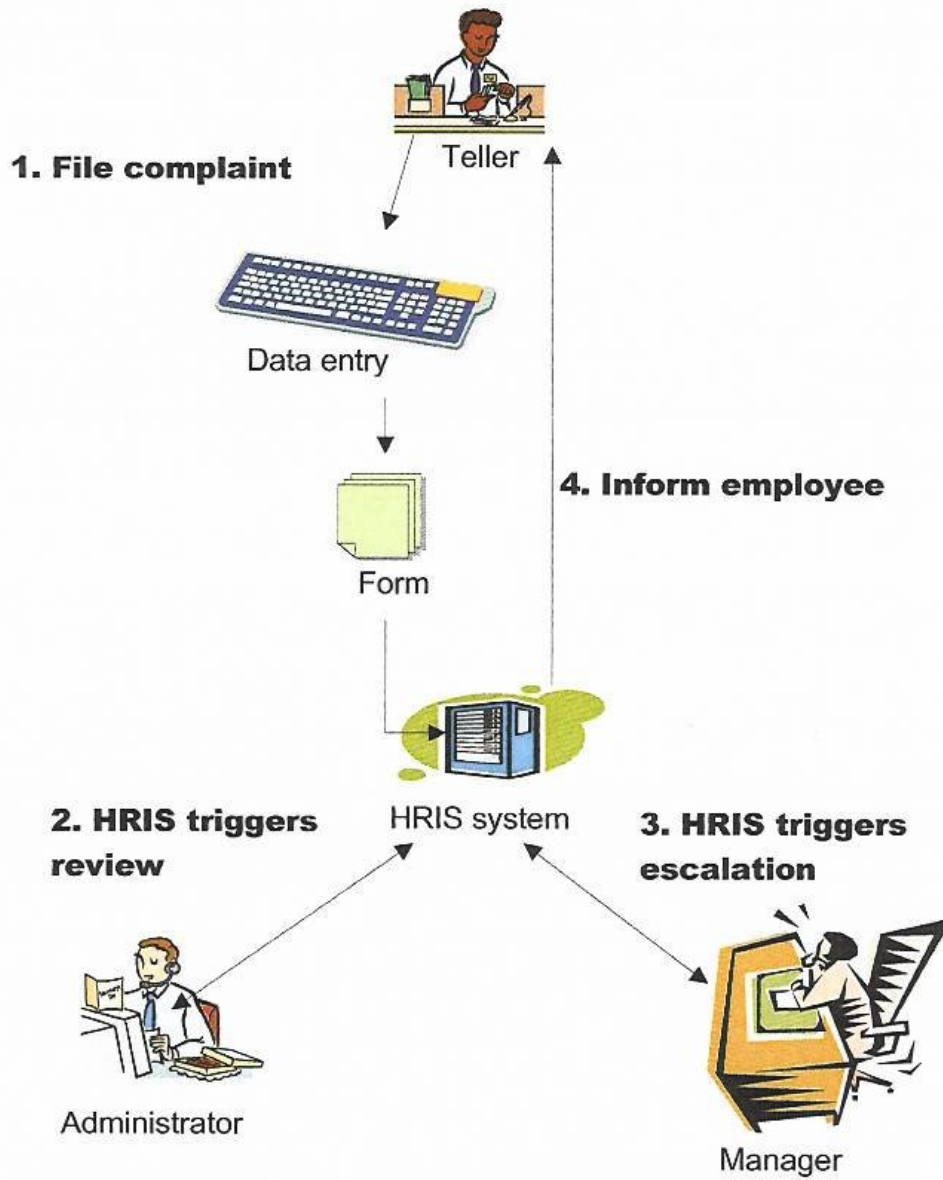 Teller
1. File complaint
Data entry
4. Inform employee
Form
HRIS system
2. HRIS triggers
review
3. HRIS triggers
escalation
Administrator
Manager